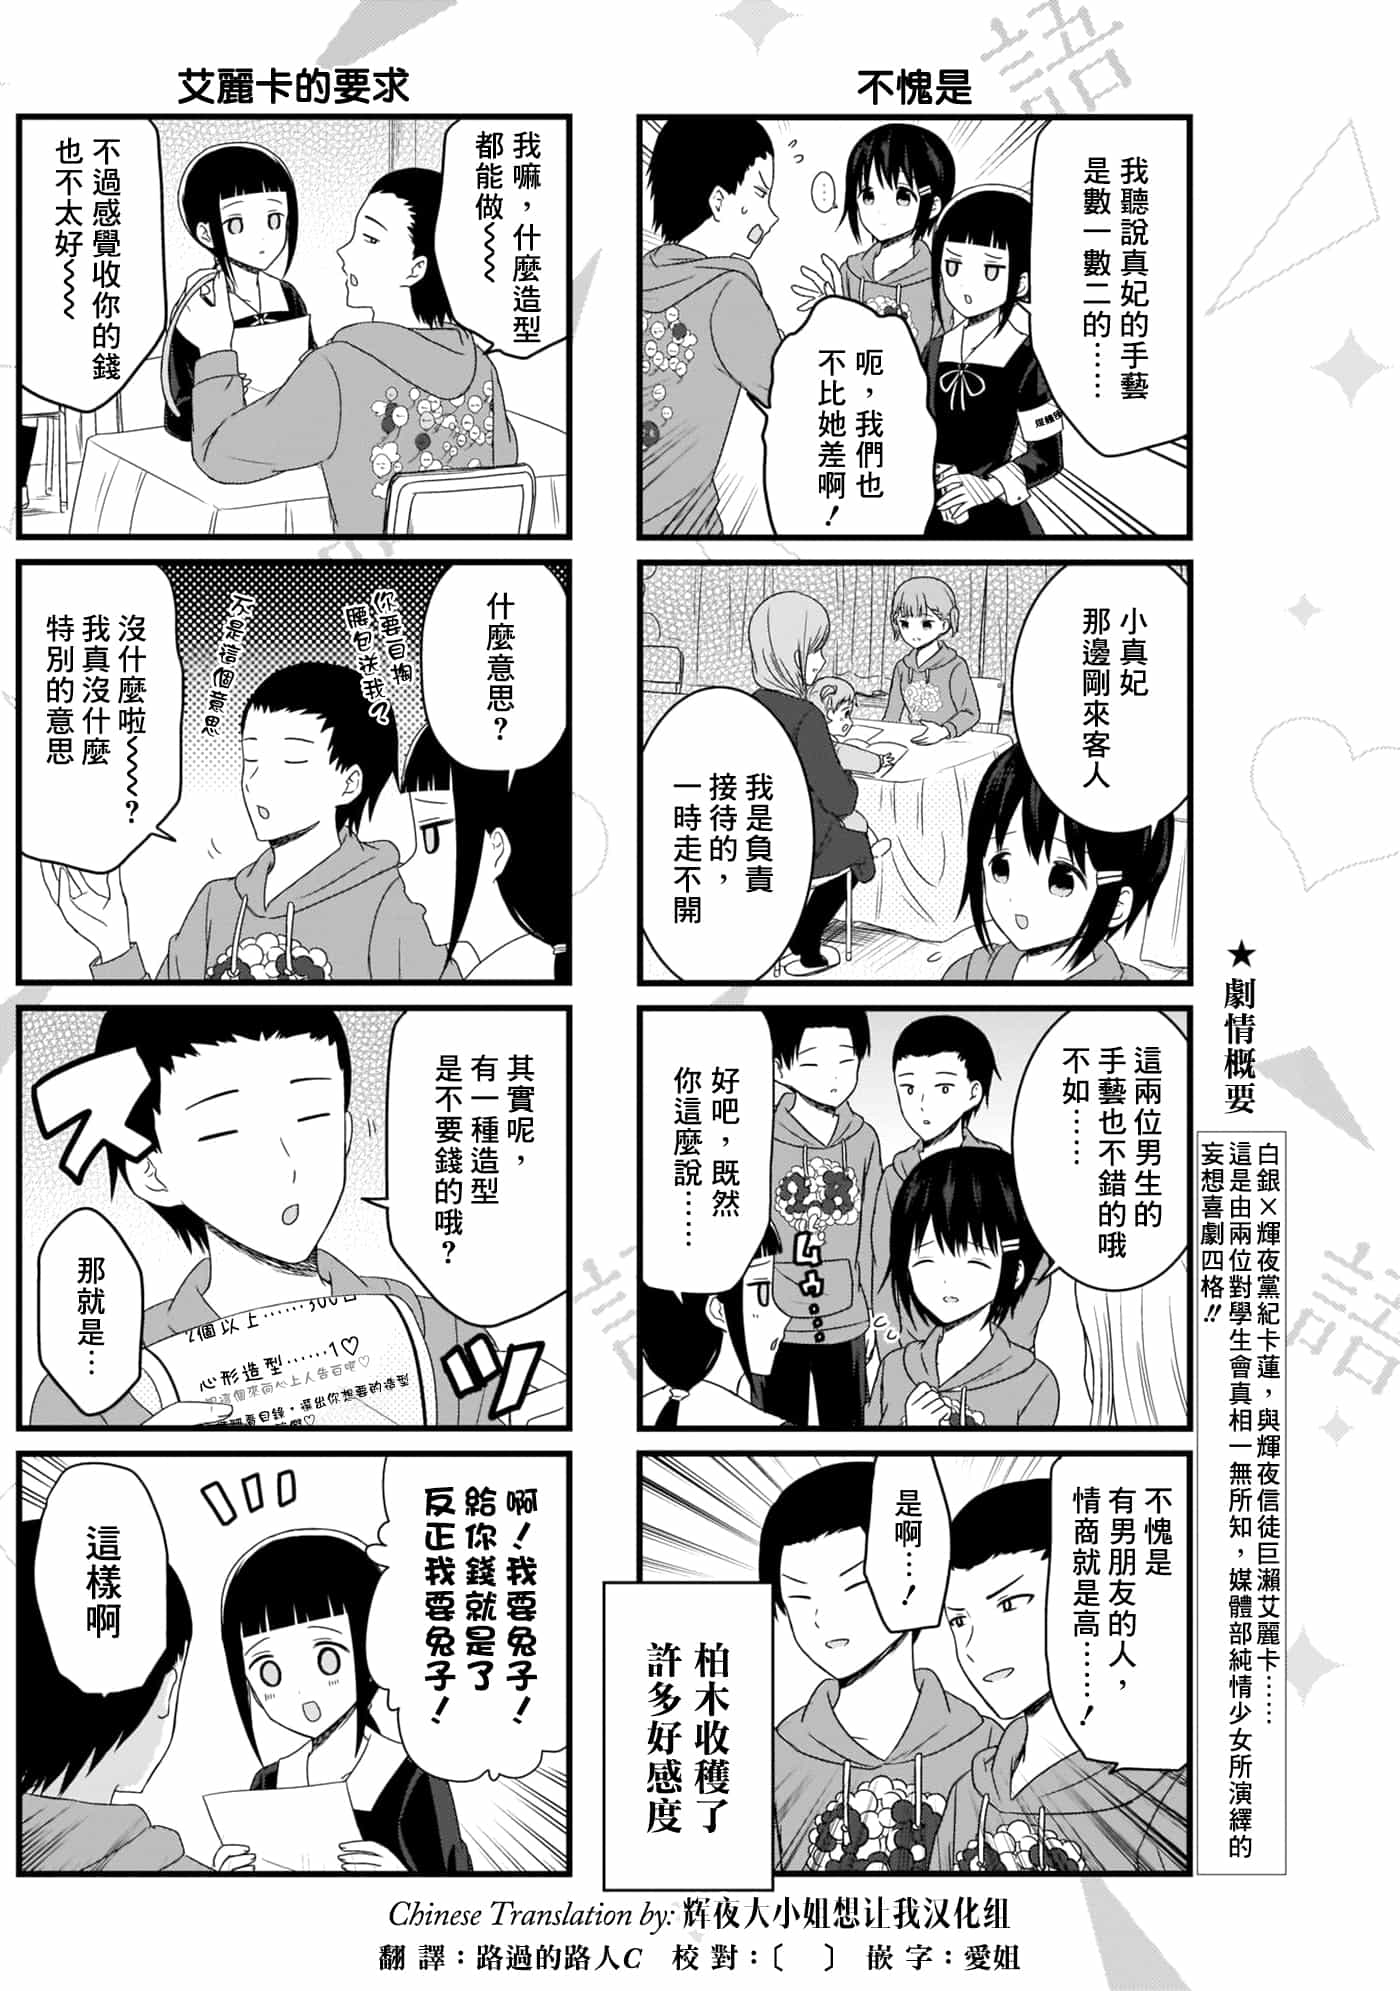 不愧是
我聽說真妃的手藝
是數一數二的……
…
呃，我們也
不比她差啊！
小真妃
那邊剛來客人
我是負責
接待的，
一時走不開
這兩位男生的
手藝也不錯的哦
不如……
好吧，既然
你這麼說……
ムゥ…
不愧是
有男朋友的人，
情商就是高……！
是啊…！
柏木收穫了
許多好感度
艾麗卡的要求
我嘛，什麼造型
都能做～
不過感覺收你的錢
也不太好～
什麼意思？
你要自掏
腰包送我？
不是這個意思
沒什麼啦～？
我真沒什麼
特別的意思
其實呢，
有一種造型
是不要錢的哦？
2個以上……300日
心形造型……1♡
那就是…
啊！我要兔子！
給你錢就是了
反正我要兔子！
這樣啊
★劇情概要
白銀×輝夜黨紀卡蓮，與輝夜信徒巨瀨艾麗卡……
這是由兩位對學生會真相一無所知，媒體部純情少女所演繹的
妄想喜劇四格！！
語
語
語
語
Chinese Translation by: 辉夜大小姐想让我汉化组
翻 譯：路過的路人C　校 對：〔　〕　嵌 字：愛姐